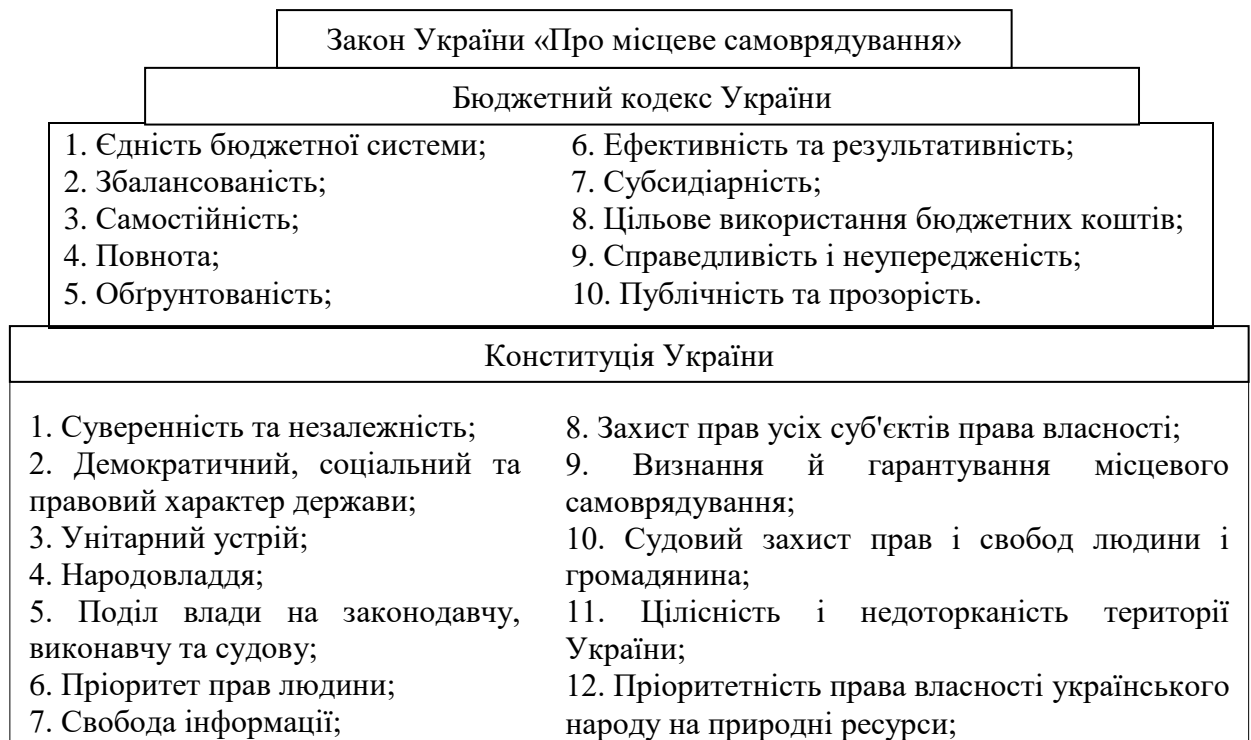 Закон України «Про місцеве самоврядування»
Бюджетний кодекс України
1. Єдність бюджетної системи;
2. Збалансованість;
3. Самостійність;
4. Повнота;
5. Обґрунтованість;
6. Ефективність та результативність;
7. Субсидіарність;
8. Цільове використання бюджетних коштів;
9. Справедливість і неупередженість;
10. Публічність та прозорість.
Конституція України
1. Суверенність та незалежність;
2. Демократичний, соціальний та
правовий характер держави;
3. Унітарний устрій;
4. Народовладдя;
5. Поділ влади на законодавчу,
виконавчу та судову;
6. Пріоритет прав людини;
7. Свобода інформації;
8. Захист прав усіх суб'єктів права власності;
9. Визнання й гарантування місцевого
самоврядування;
10. Судовий захист прав і свобод людини і
громадянина;
11. Цілісність і недоторканість території
України;
12. Пріоритетність права власності українського
народу на природні ресурси;